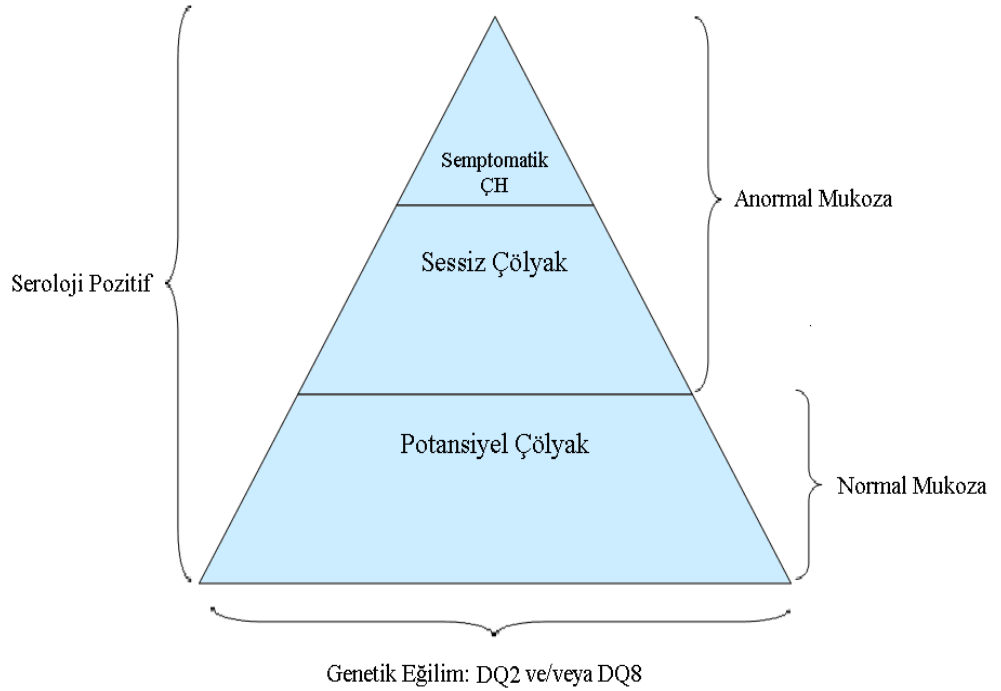 Semptomatik
ÇH
Anormal Mukoza
Sessiz Çölyak
Seroloji Pozitif
Potansiyel Çölyak
Normal Mukoza
Genetik Eğilim: DQ2 ve/veya DQ8